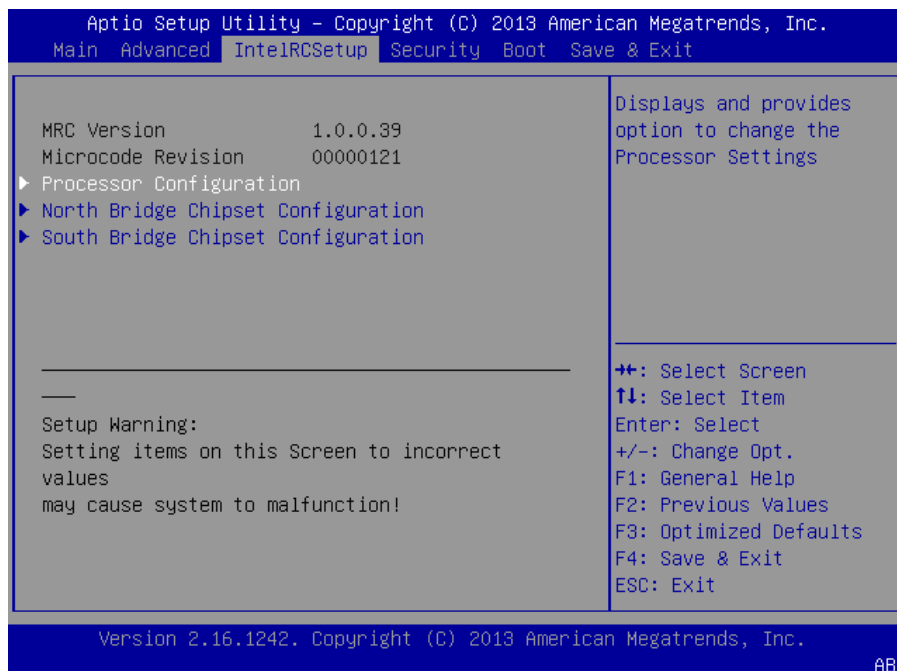 Aptio Setup Utility – Copyright (C) 2013 American Megatrends, Inc.
Main Advanced IntelRCSetup Security Boot Save & Exit
MRC Version 1.0.0.39
Microcode Revision 00000121
Processor Configuration
North Bridge Chipset Configuration
South Bridge Chipset Configuration
Setup Warning:
Setting items on this Screen to incorrect
values
may cause system to malfunction!
Displays and provides
option to change the
Processor Settings
→←: Select Screen
↑↓: Select Item
Enter: Select
+/-: Change Opt.
F1: General Help
F2: Previous Values
F3: Optimized Defaults
F4: Save & Exit
ESC: Exit
Version 2.16.1242. Copyright (C) 2013 American Megatrends, Inc.
AB